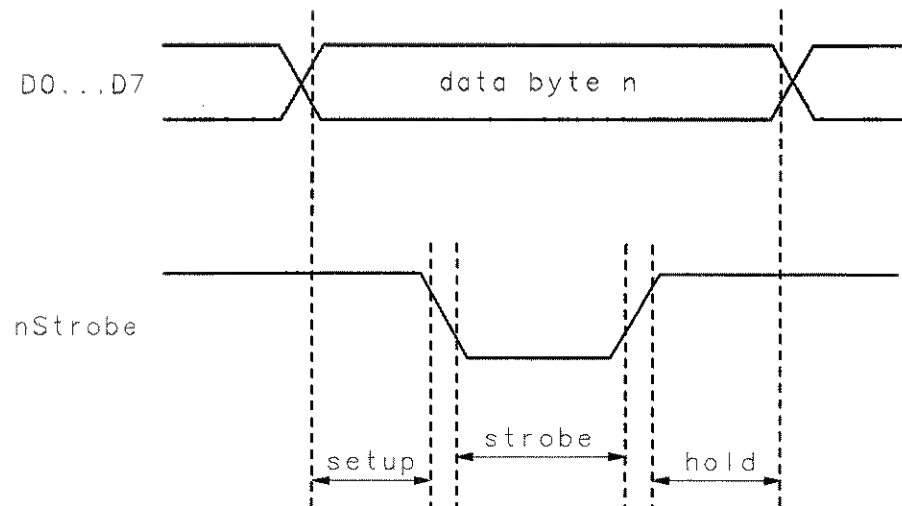 D0...D7
data byte n
nStrobe
strobe
setup
hold